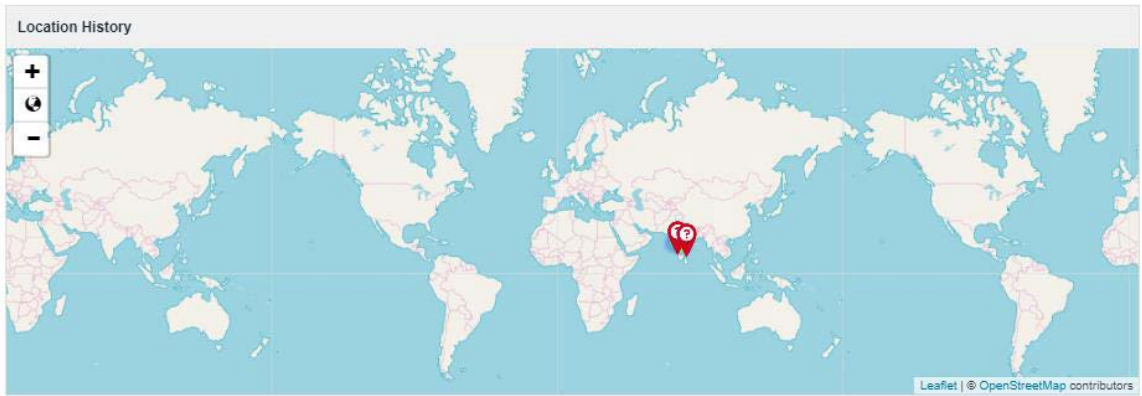 Location History
+
−
? ?
Leaflet | © OpenStreetMap contributors